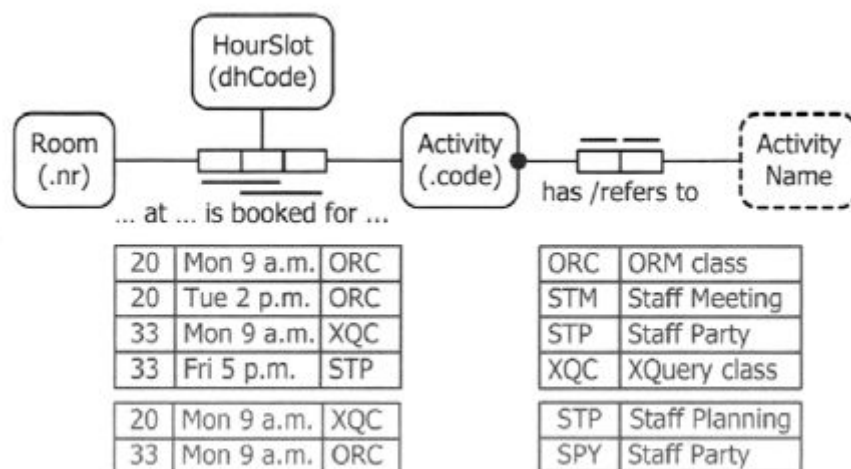 HourSlot
(dhCode)
Room
(.nr)
Activity
(.code)
Activity
Name
... at ... is booked for ...
has /refers to
20 Mon 9 a.m. ORC
20 Tue 2 p.m. ORC
33 Mon 9 a.m. XQC
33 Fri 5 p.m. STP
20 Mon 9 a.m. XQC
33 Mon 9 a.m. ORC
ORC ORM class
STM Staff Meeting
STP Staff Party
XQC XQuery class
STP Staff Planning
SPY Staff Party